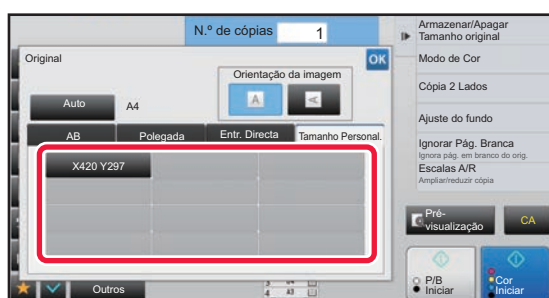 N.º de cópias 1
Original
OK
Orientação da imagem
A
A
Auto A4
AB Polegada Entr. Directa Tamanho Personal.
X420 Y297
Outros
4 A3
Armazenar/Apagar
Tamanho original
Modo de Cor
Cópia 2 Lados
Ajuste do fundo
Ignorar Pág. Branca
Ignora pág. em branco do orig.
Escalas A/R
Ampliar/reduzir cópia
Pré-
visualização
CA
P/B
Iniciar
Cor
Iniciar